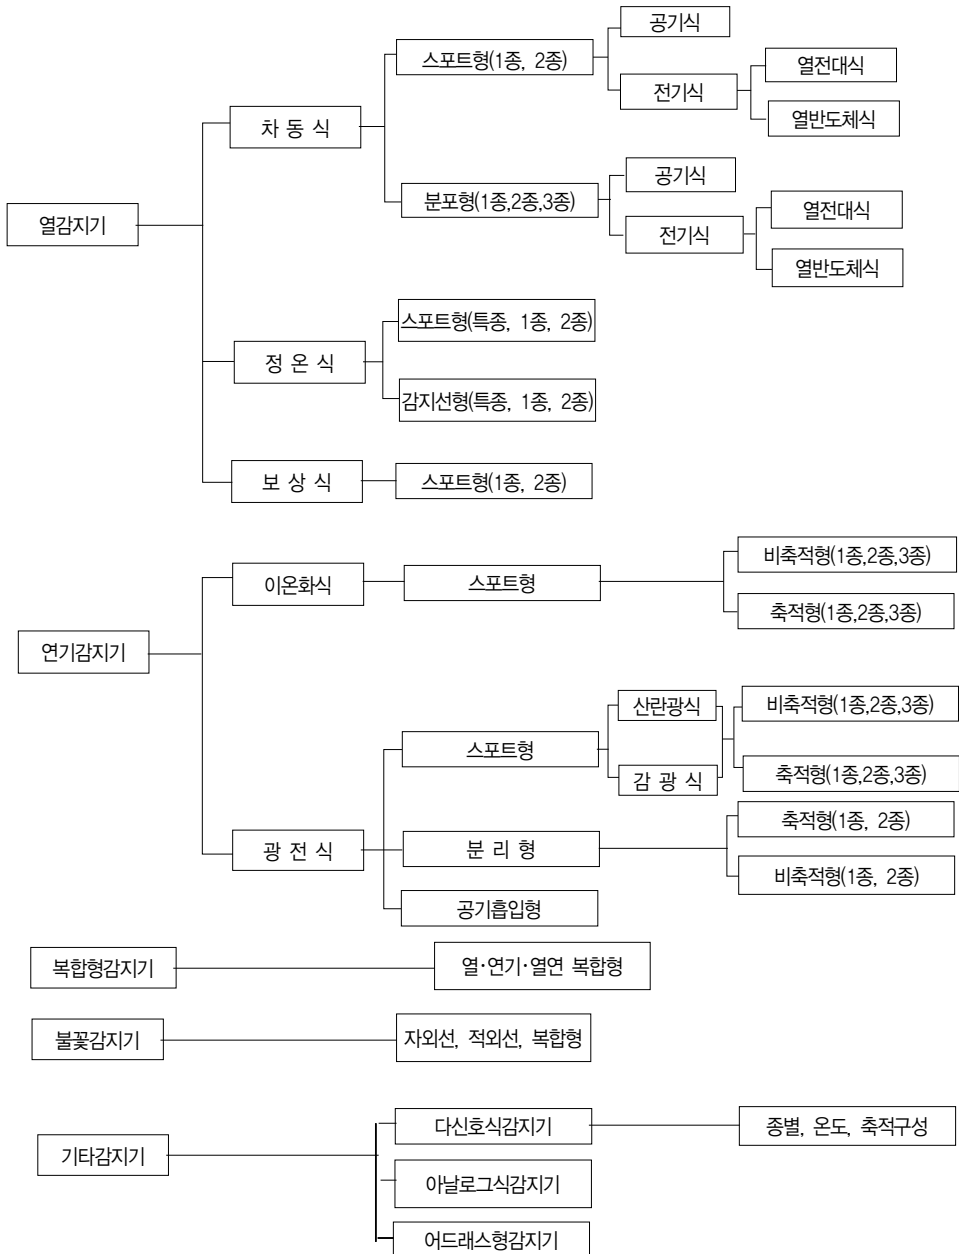 공기식
스포트형(1종, 2종)
열전대식
전기식
열반도체식
차 동 식
공기식
분포형(1종,2종,3종)
열전대식
열감지기
전기식
열반도체식
스포트형(특종, 1종, 2종)
정 온 식
감지선형(특종, 1종, 2종)
보 상 식
스포트형(1종, 2종)
비축적형(1종,2종,3종)
이온화식
스포트형
축적형(1종,2종,3종)
연기감지기
산란광식
비축적형(1종,2종,3종)
스포트형
감 광 식
축적형(1종,2종,3종)
축적형(1종, 2종)
광 전 식
분 리 형
비축적형(1종, 2종)
공기흡입형
복합형감지기
열·연기·열연 복합형
불꽃감지기
자외선, 적외선, 복합형
다신호식감지기
종별, 온도, 축적구성
기타감지기
아날로그식감지기
어드래스형감지기